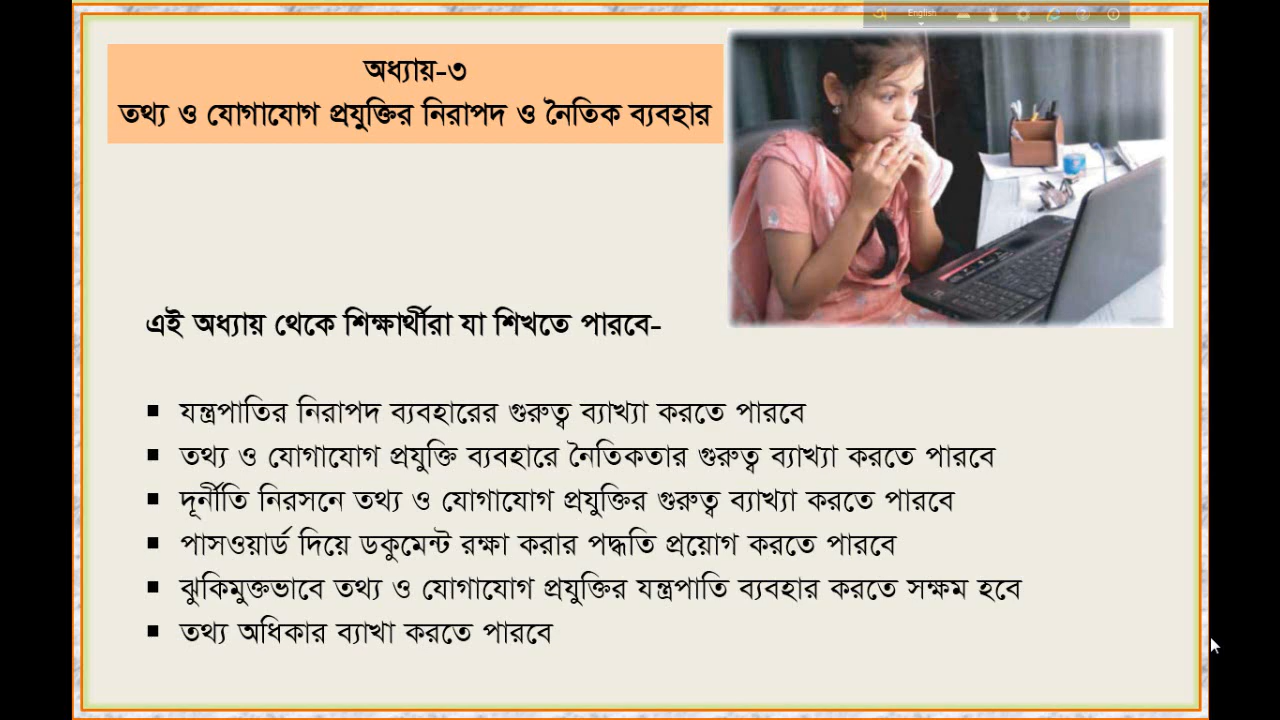 English
অধ্যায়-৩
তথ্য ও যোগাযোগ প্রযুক্তির নিরাপদ ও নৈতিক ব্যবহার
এই অধ্যায় থেকে শিক্ষার্থীরা যা শিখতে পারবে-
▪ যন্ত্রপাতির নিরাপদ ব্যবহারের গুরুত্ব ব্যাখ্যা করতে পারবে
▪ তথ্য ও যোগাযোগ প্রযুক্তি ব্যবহারে নৈতিকতার গুরুত্ব ব্যাখ্যা করতে পারবে
▪ দূর্নীতি নিরসনে তথ্য ও যোগাযোগ প্রযুক্তির গুরুত্ব ব্যাখ্যা করতে পারবে
▪ পাসওয়ার্ড দিয়ে ডকুমেন্ট রক্ষা করার পদ্ধতি প্রয়োগ করতে পারবে
▪ ঝুকিমুক্তভাবে তথ্য ও যোগাযোগ প্রযুক্তির যন্ত্রপাতি ব্যবহার করতে সক্ষম হবে
▪ তথ্য অধিকার ব্যাখা করতে পারবে